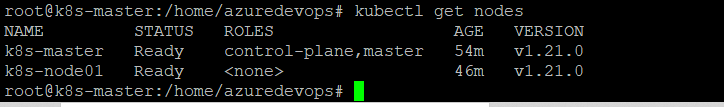 root@k8s-master:/home/azuredevops# kubectl get nodes
NAME STATUS ROLES AGE VERSION
k8s-master Ready control-plane,master 54m v1.21.0
k8s-node01 Ready <none> 46m v1.21.0
root@k8s-master:/home/azuredevops#